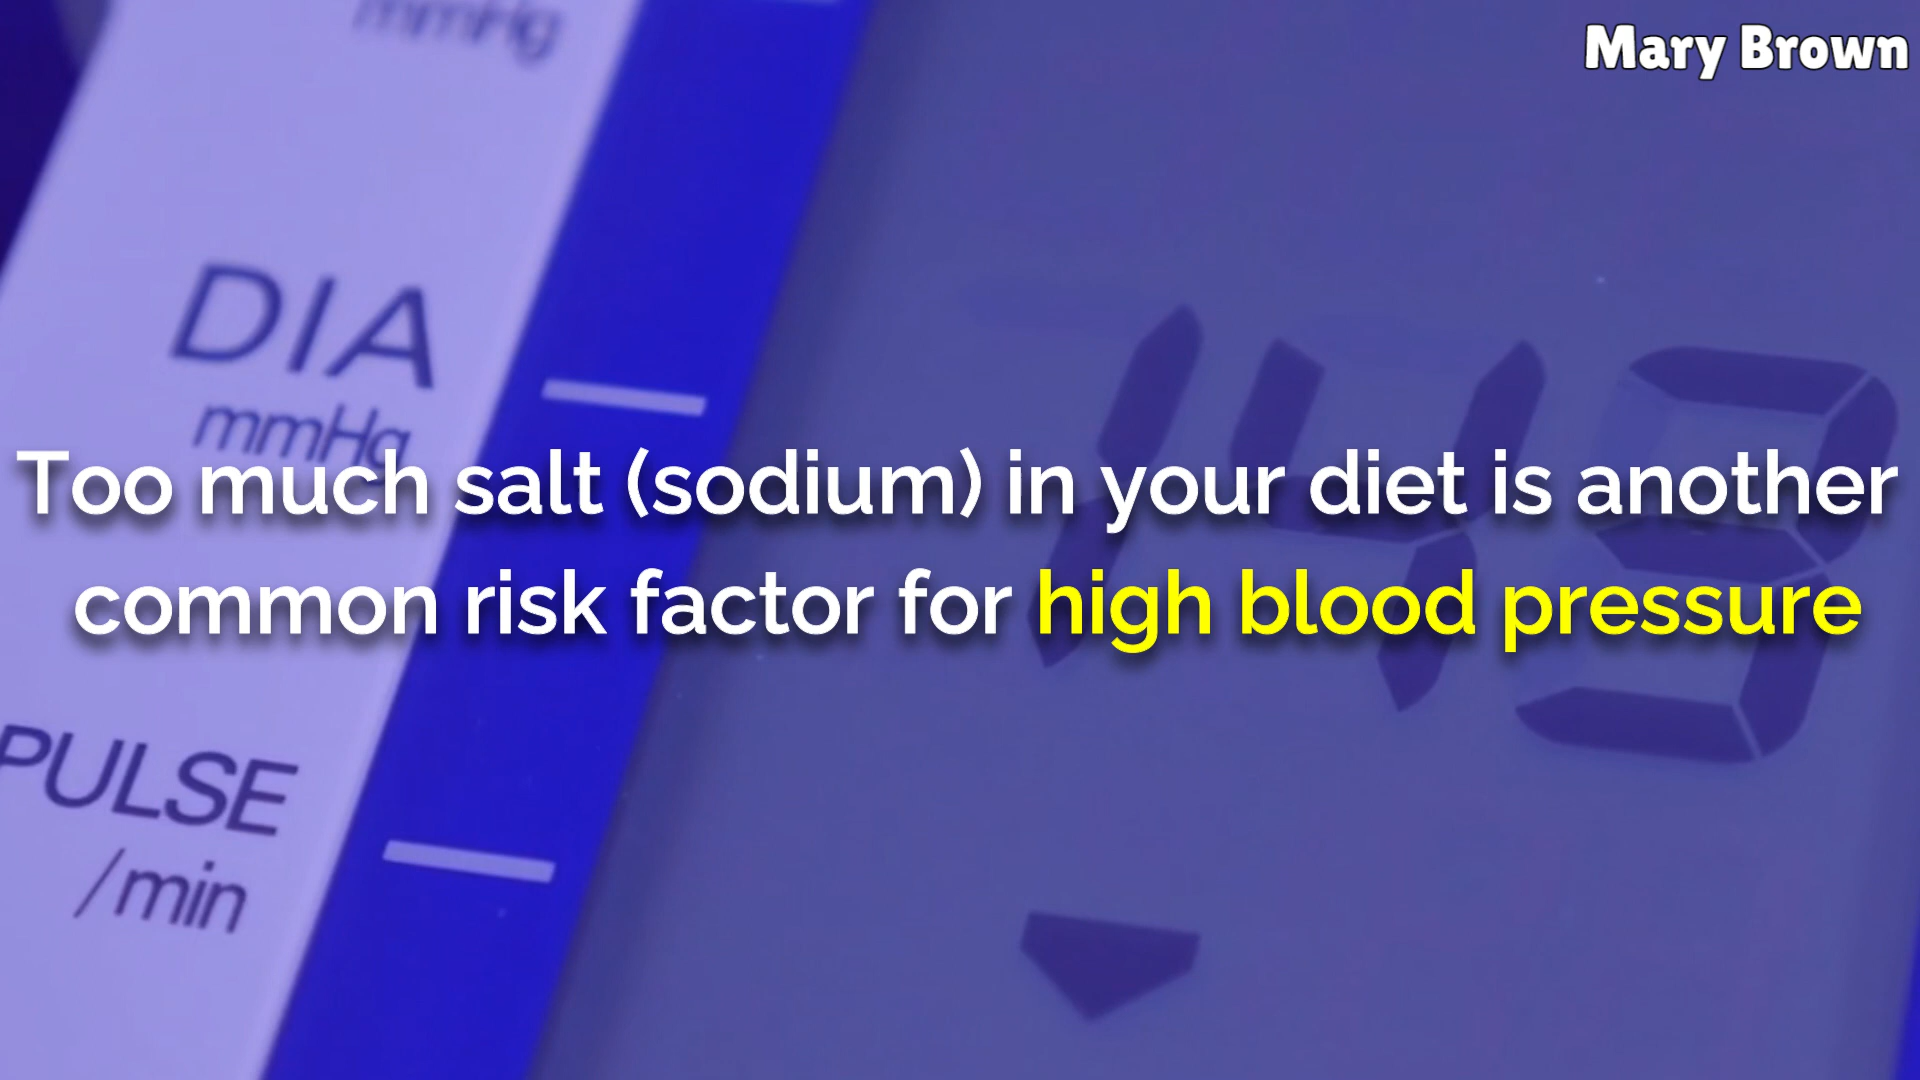 mmHg
Mary Brown
DIA
mmHg
149
Too much salt (sodium) in your diet is another
common risk factor for high blood pressure
PULSE
/min